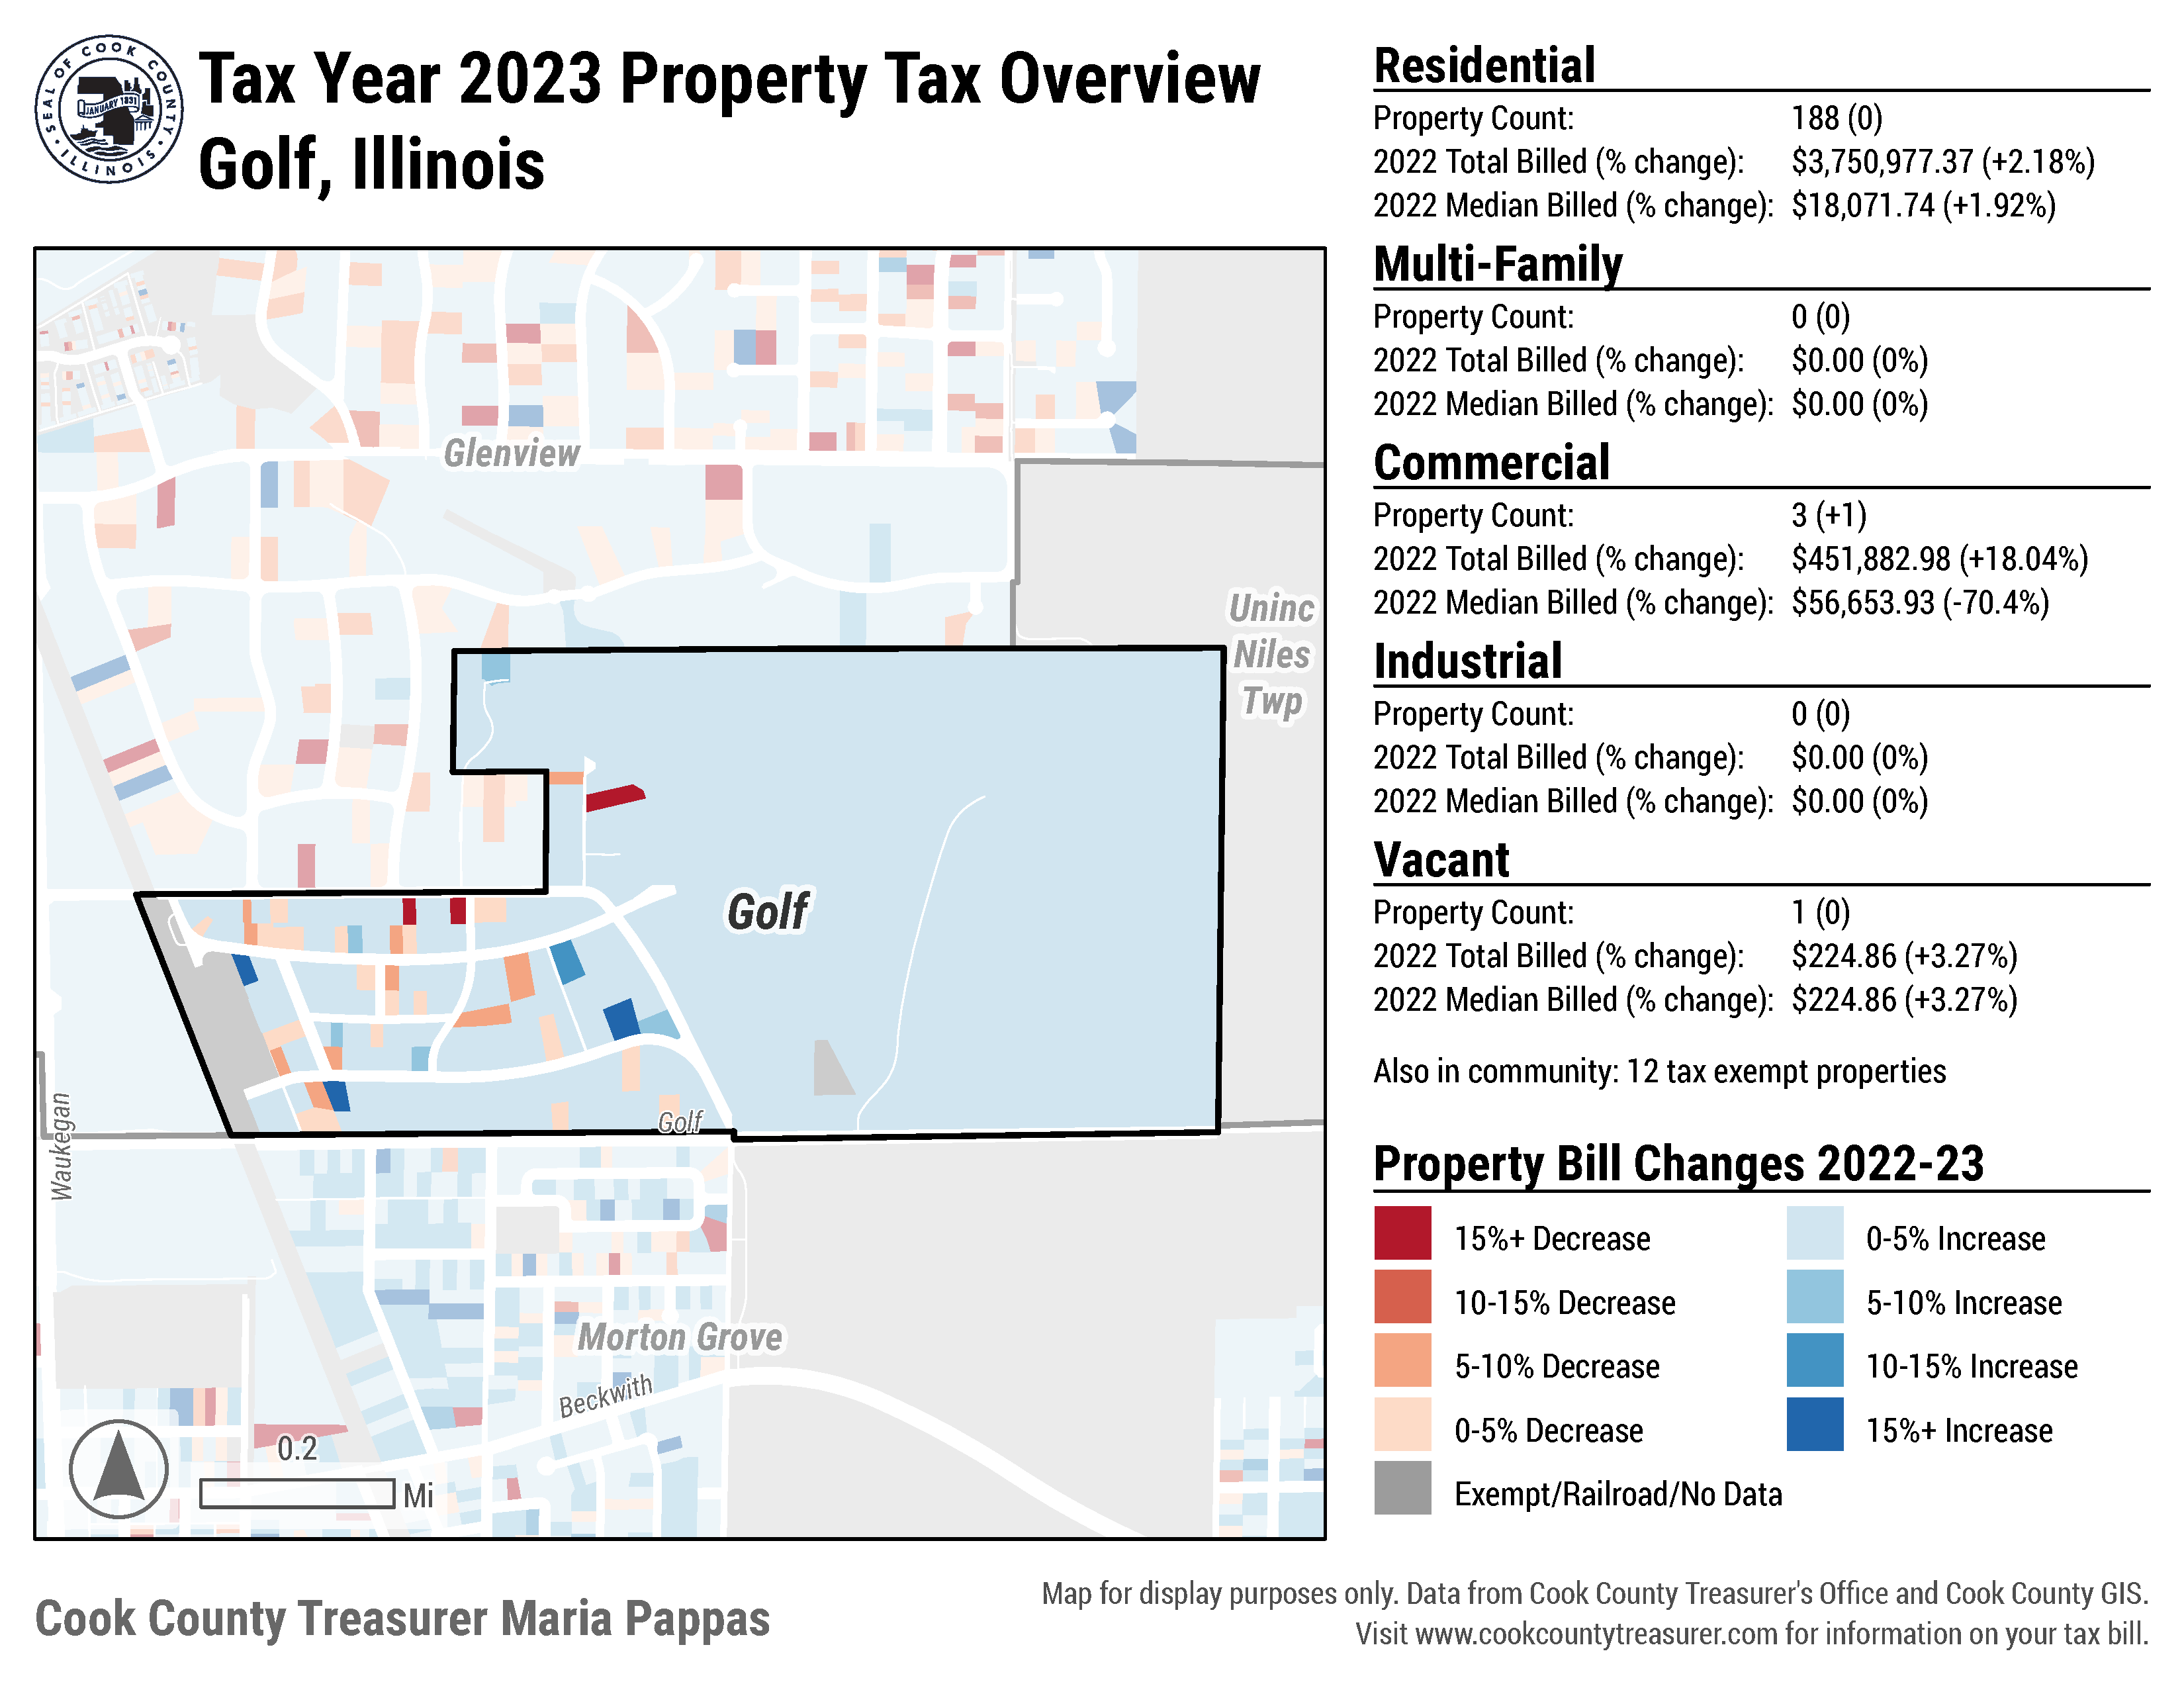 SEAL OF COOK COUNTY
ILLINOIS
JANUARY 1831
Tax Year 2023 Property Tax Overview
Golf, Illinois
Glenview
Uninc
Niles
Twp
Golf
Golf
Waukegan
Morton Grove
Beckwith
0.2
Mi
Residential
Property Count: 188 (0)
2022 Total Billed (% change): $3,750,977.37 (+2.18%)
2022 Median Billed (% change): $18,071.74 (+1.92%)
Multi-Family
Property Count: 0 (0)
2022 Total Billed (% change): $0.00 (0%)
2022 Median Billed (% change): $0.00 (0%)
Commercial
Property Count: 3 (+1)
2022 Total Billed (% change): $451,882.98 (+18.04%)
2022 Median Billed (% change): $56,653.93 (-70.4%)
Industrial
Property Count: 0 (0)
2022 Total Billed (% change): $0.00 (0%)
2022 Median Billed (% change): $0.00 (0%)
Vacant
Property Count: 1 (0)
2022 Total Billed (% change): $224.86 (+3.27%)
2022 Median Billed (% change): $224.86 (+3.27%)
Also in community: 12 tax exempt properties
Property Bill Changes 2022-23
15%+ Decrease
10-15% Decrease
5-10% Decrease
0-5% Decrease
Exempt/Railroad/No Data
0-5% Increase
5-10% Increase
10-15% Increase
15%+ Increase
Cook County Treasurer Maria Pappas
Map for display purposes only. Data from Cook County Treasurer's Office and Cook County GIS.
Visit www.cookcountytreasurer.com for information on your tax bill.